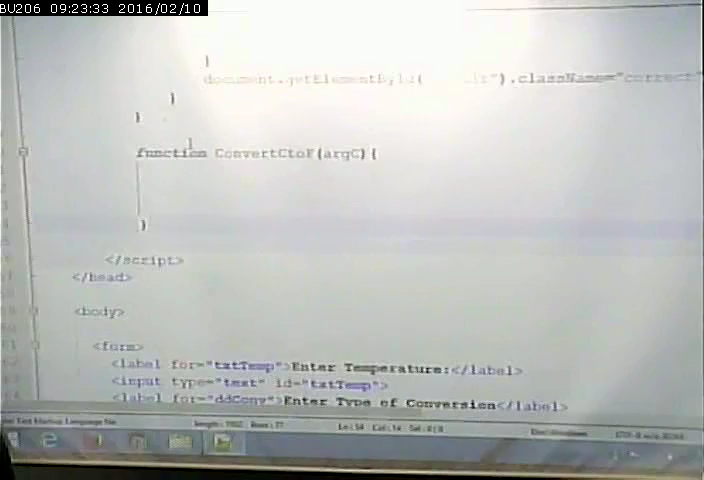 BU206 09:23:33 2016/02/10
}
document.getElementById( ").className="correct"
}
}
function ConvertCtoF(argC){
}
</script>
</head>
<body>
<form>
<label for="txtTemp">Enter Temperature:</label>
<input type="text" id="txtTemp">
<label for="ddConv">Enter Type of Conversion</label>